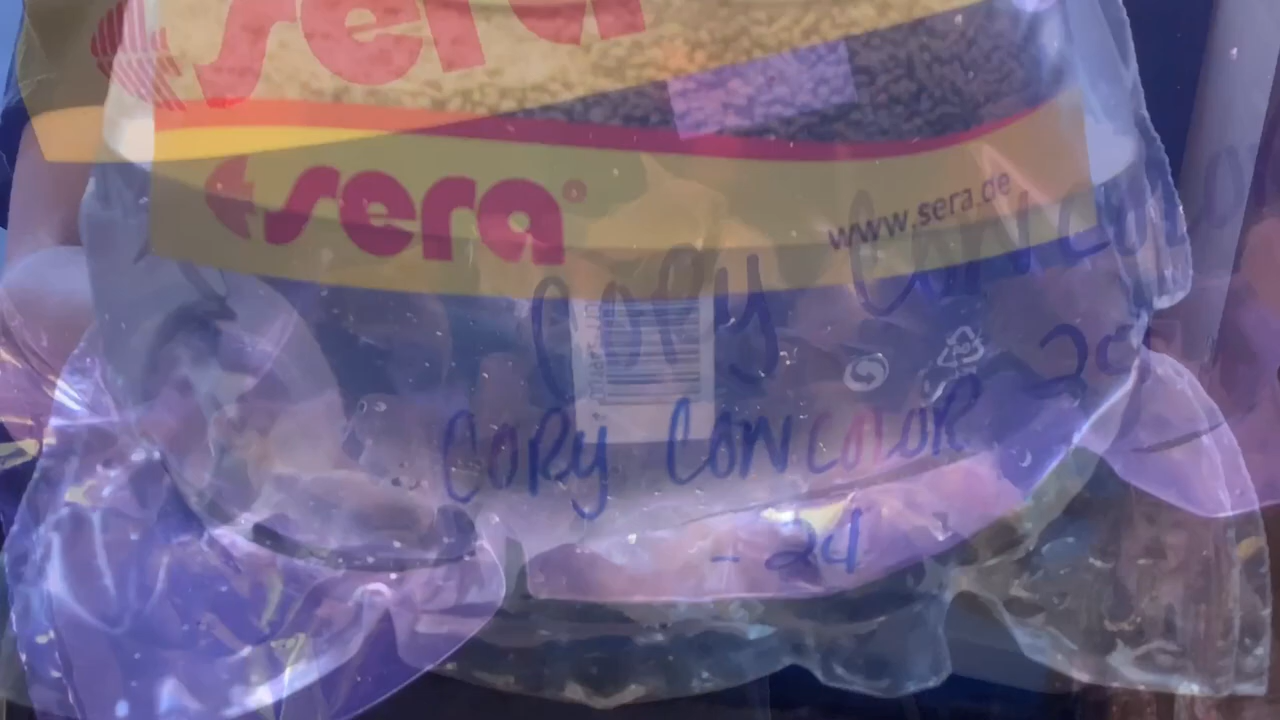 sera
sera®
www.sera.de
CORY CONCOLOR
CORY CONCOLOR
- 24